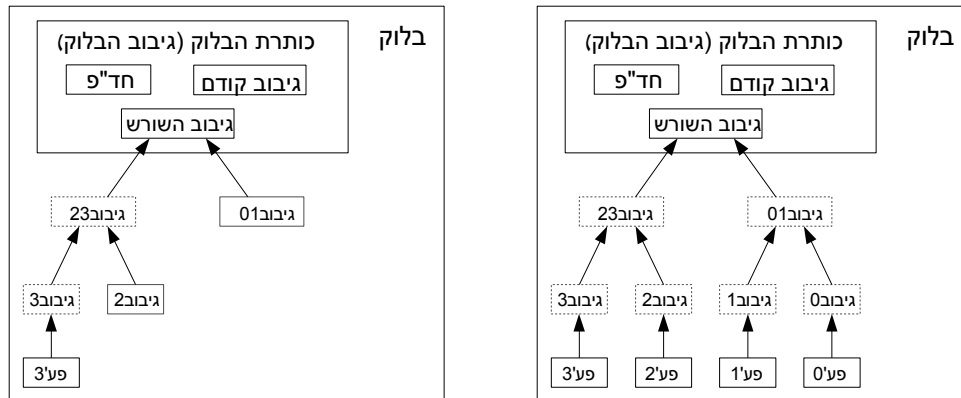 בלוק
כותרת הבלוק (גיבוב הבלוק)
גיבוב קודם
חד"פ
גיבוב השורש
גיבוב01
גיבוב23
גיבוב0
גיבוב1
גיבוב2
גיבוב3
פע'0
פע'1
פע'2
פע'3
בלוק
כותרת הבלוק (גיבוב הבלוק)
גיבוב קודם
חד"פ
גיבוב השורש
גיבוב01
גיבוב23
גיבוב2
גיבוב3
פע'3